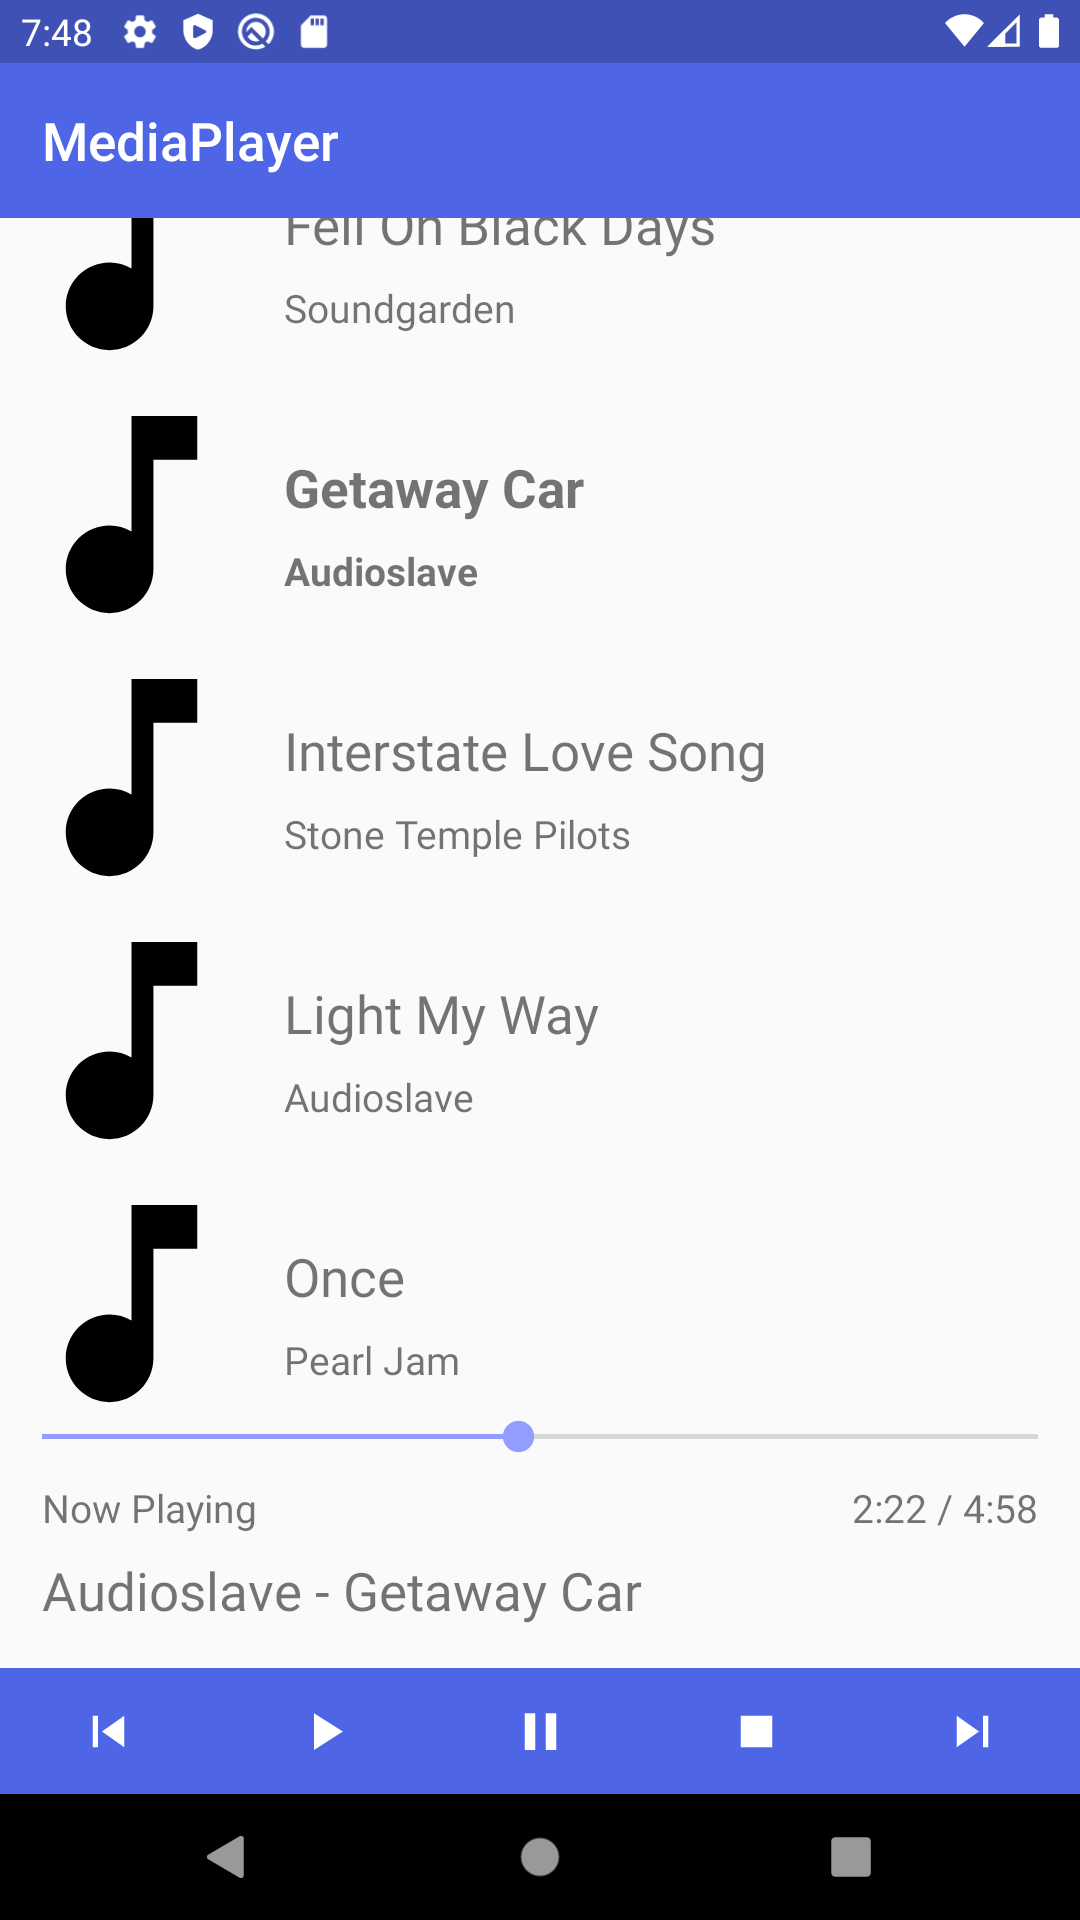 7:48
MediaPlayer
Fell On Black Days
Soundgarden
Getaway Car
Audioslave
Interstate Love Song
Stone Temple Pilots
Light My Way
Audioslave
Once
Pearl Jam
Now Playing
2:22 / 4:58
Audioslave - Getaway Car